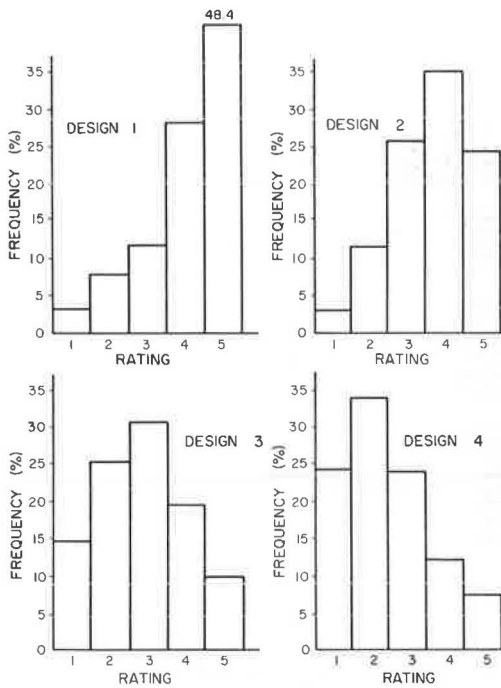 48.4
35
30
25
20
15
10
5
0
FREQUENCY (%)
DESIGN 1
1 2 3 4 5
RATING
35
30
25
20
15
10
5
0
FREQUENCY (%)
DESIGN 2
1 2 3 4 5
RATING
35
30
25
20
15
10
5
0
FREQUENCY (%)
DESIGN 3
1 2 3 4 5
RATING
35
30
25
20
15
10
5
0
FREQUENCY (%)
DESIGN 4
1 2 3 4 5
RATING